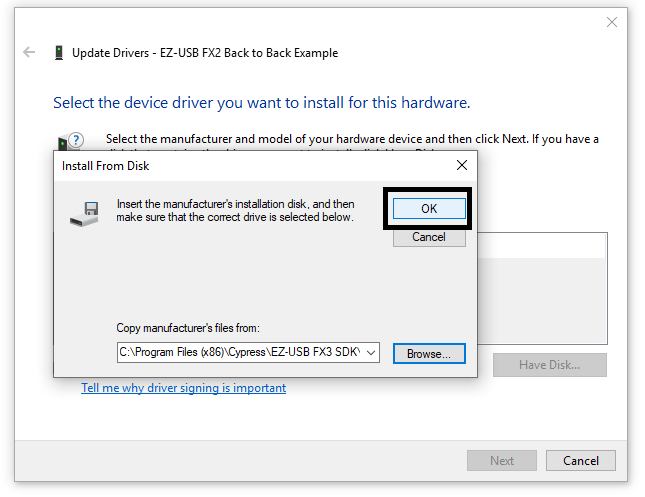 Update Drivers - EZ-USB FX2 Back to Back Example
Select the device driver you want to install for this hardware.
Select the manufacturer and model of your hardware device and then click Next. If you have a
Install From Disk
Insert the manufacturer's installation disk, and then
make sure that the correct drive is selected below.
OK
Cancel
Copy manufacturer's files from:
C:\Program Files (x86)\Cypress\EZ-USB FX3 SDK\
Browse...
Have Disk...
Tell me why driver signing is important
Next
Cancel